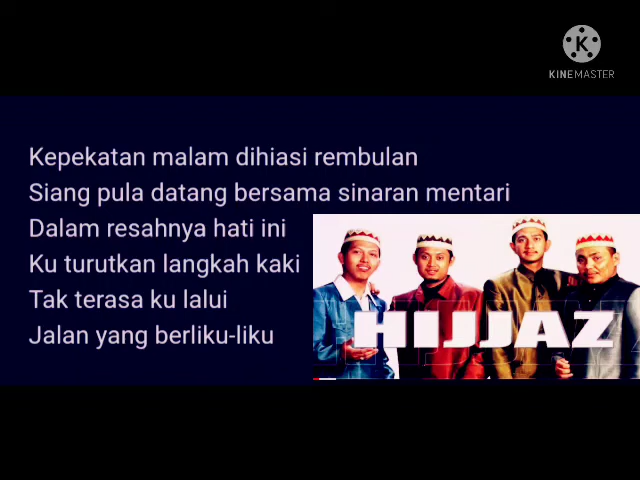 KINEMASTER
Kepekatan malam dihiasi rembulan
Siang pula datang bersama sinaran mentari
Dalam resahnya hati ini
Ku turutkan langkah kaki
Tak terasa ku lalui
Jalan yang berliku-liku
HIJJAZ